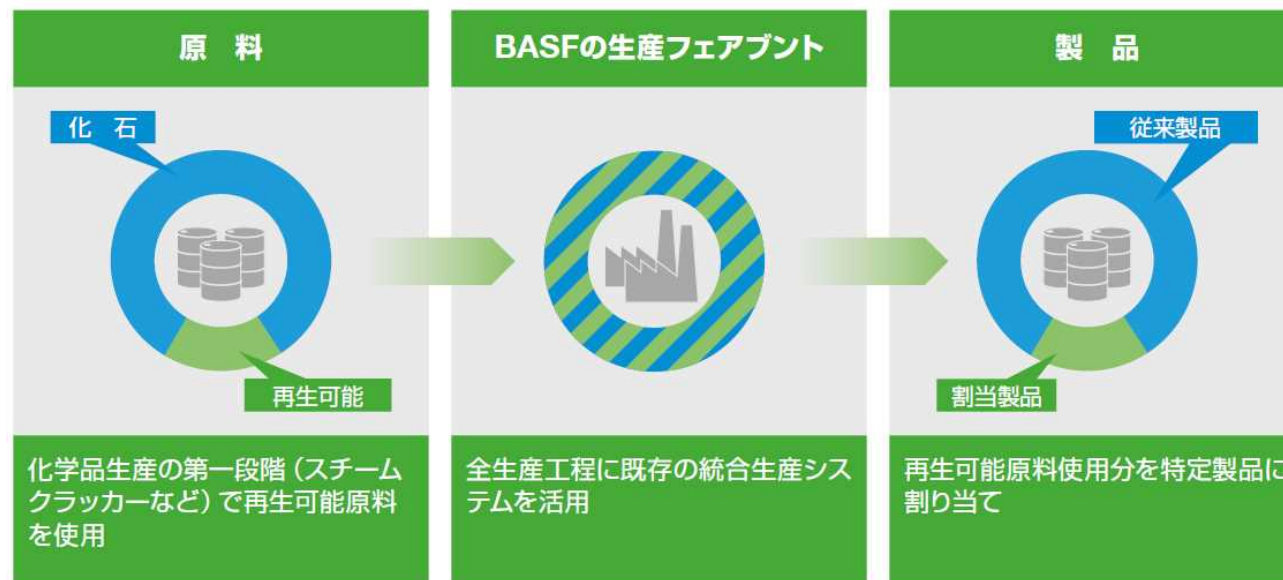 原 料
化 石
再生可能
化学品生産の第一段階（スチーム
クラッカーなど）で再生可能原料
を使用
BASFの生産フェアブント
全生産工程に既存の統合生産シス
テムを活用
製 品
従来製品
割当製品
再生可能原料使用分を特定製品に
割り当て